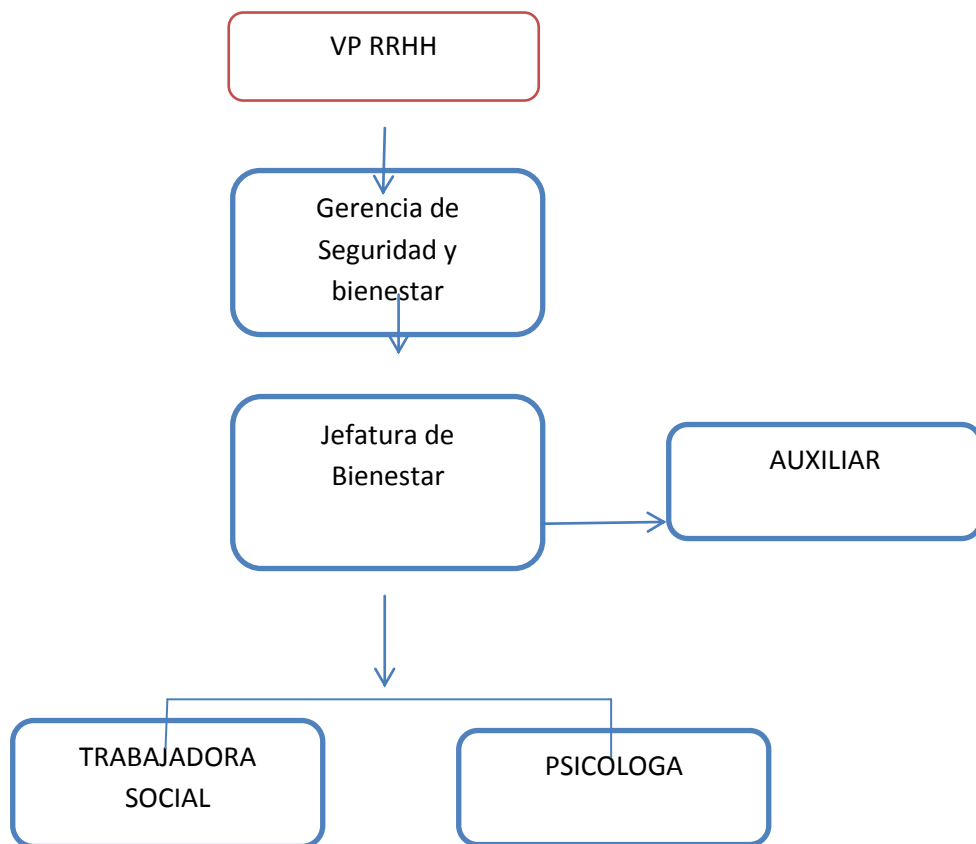 VP RRHH
Gerencia de
Seguridad y
bienestar
Jefatura de
Bienestar
AUXILIAR
TRABAJADORA
SOCIAL
PSICOLOGA